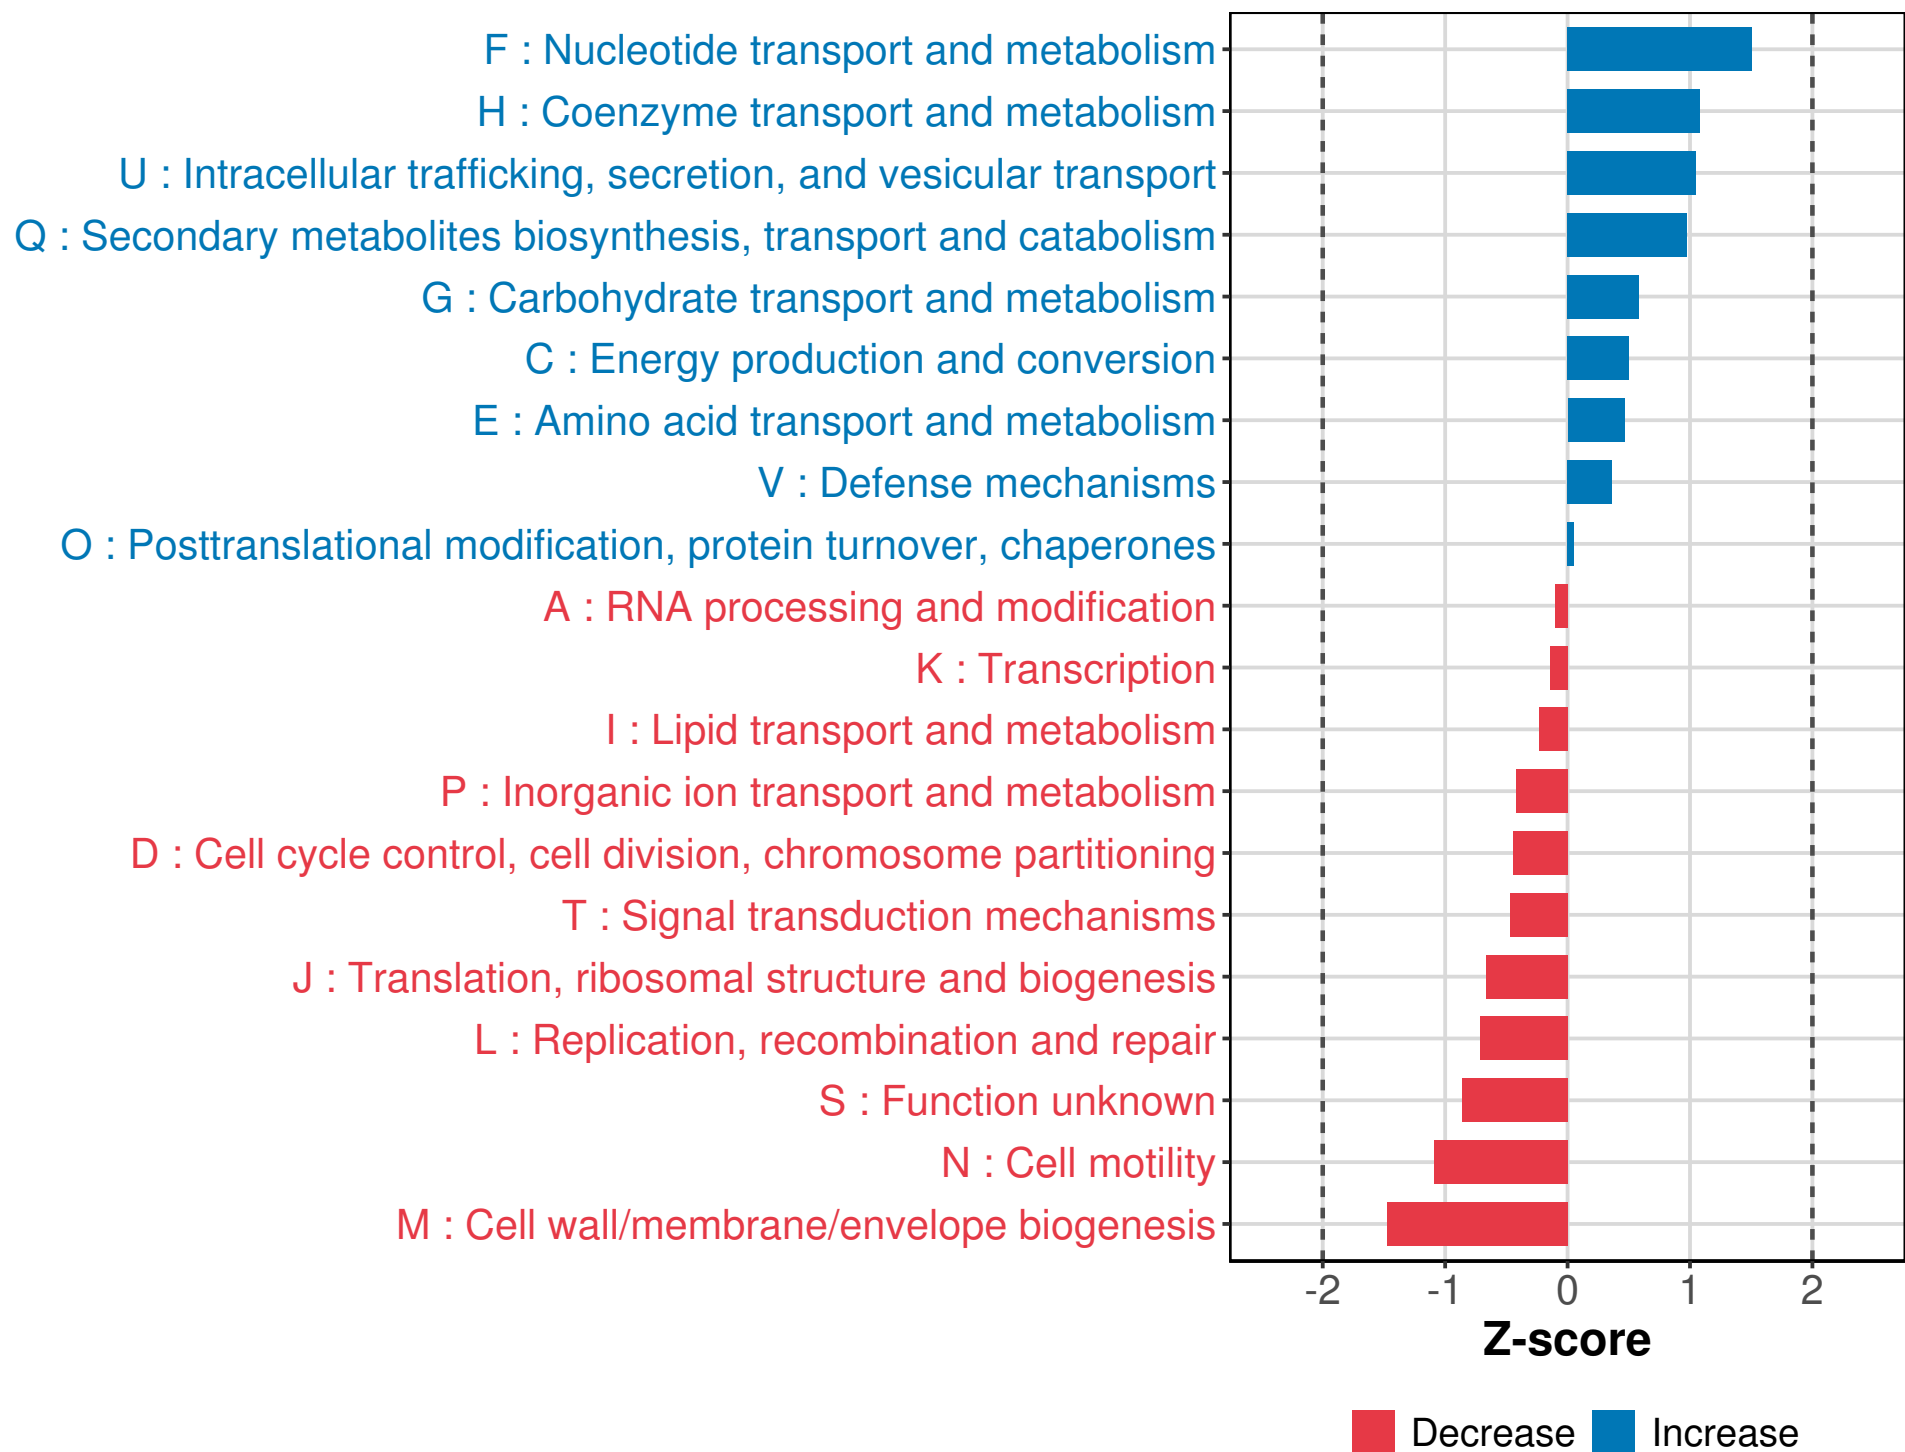 F : Nucleotide transport and metabolism
H : Coenzyme transport and metabolism
U : Intracellular trafficking, secretion, and vesicular transport
Q : Secondary metabolites biosynthesis, transport and catabolism
G : Carbohydrate transport and metabolism
C : Energy production and conversion
E : Amino acid transport and metabolism
V : Defense mechanisms
O : Posttranslational modification, protein turnover, chaperones
A : RNA processing and modification
K : Transcription
I : Lipid transport and metabolism
P : Inorganic ion transport and metabolism
D : Cell cycle control, cell division, chromosome partitioning
T : Signal transduction mechanisms
J : Translation, ribosomal structure and biogenesis
L : Replication, recombination and repair
S : Function unknown
N : Cell motility
M : Cell wall/membrane/envelope biogenesis
-2 -1 0 1 2
Z-score
Decrease Increase